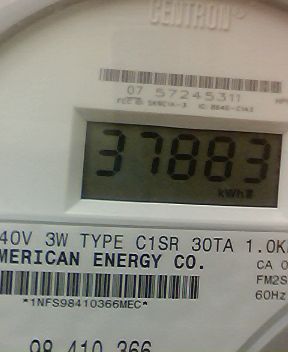 CENTRON®
07 57245311
37883
kWh
40V 3W TYPE C1SR 30TA 1.0K
MERICAN ENERGY CO.
CA 0
FM2S
60Hz
*1NFS98410366MEC*
98 410 366